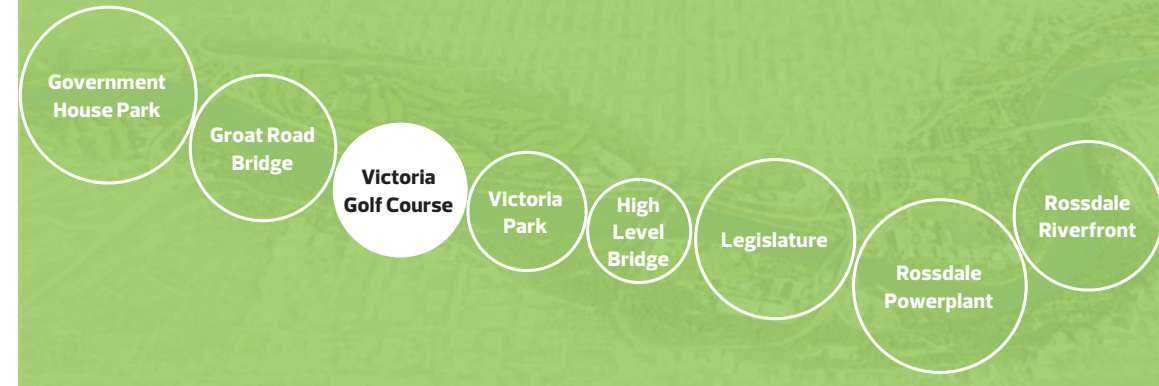 Government
House Park
Groat Road
Bridge
Victoria
Golf Course
Victoria
Park
High
Level
Bridge
Legislature
Rossdale
Powerplant
Rossdale
Riverfront